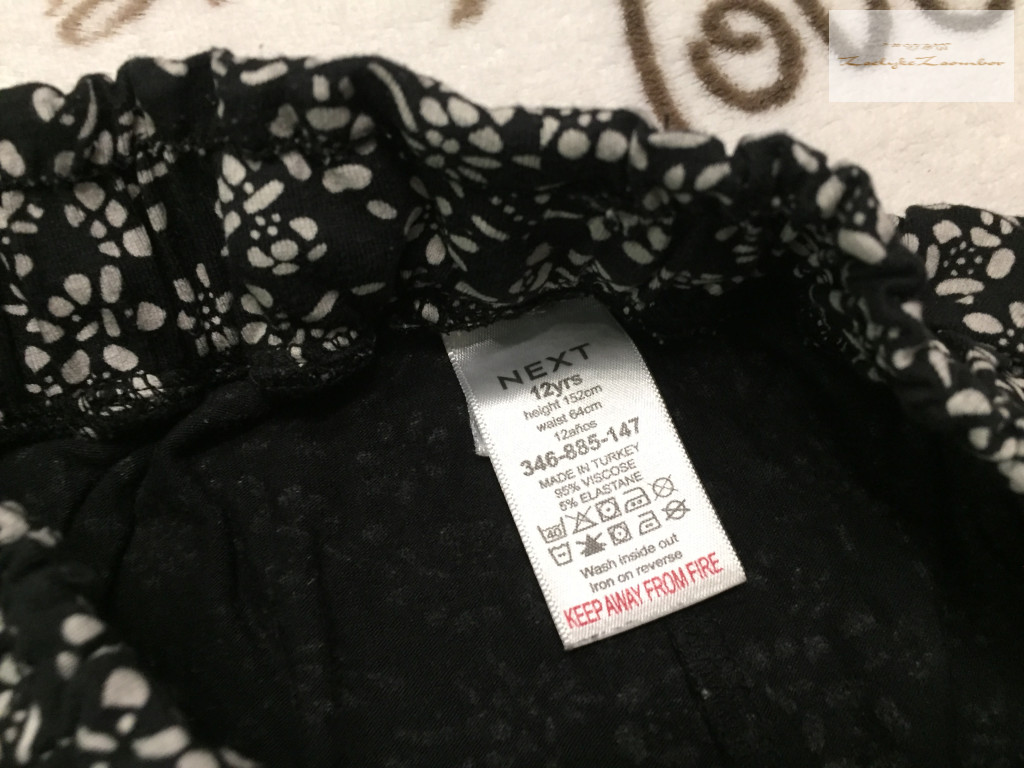 NEXT
12yrs
height 152cm
waist 64cm
12años
346-885-147
MADE IN TURKEY
95% VISCOSE
5% ELASTANE
40
Wash inside out
Iron on reverse
KEEP AWAY FROM FIRE